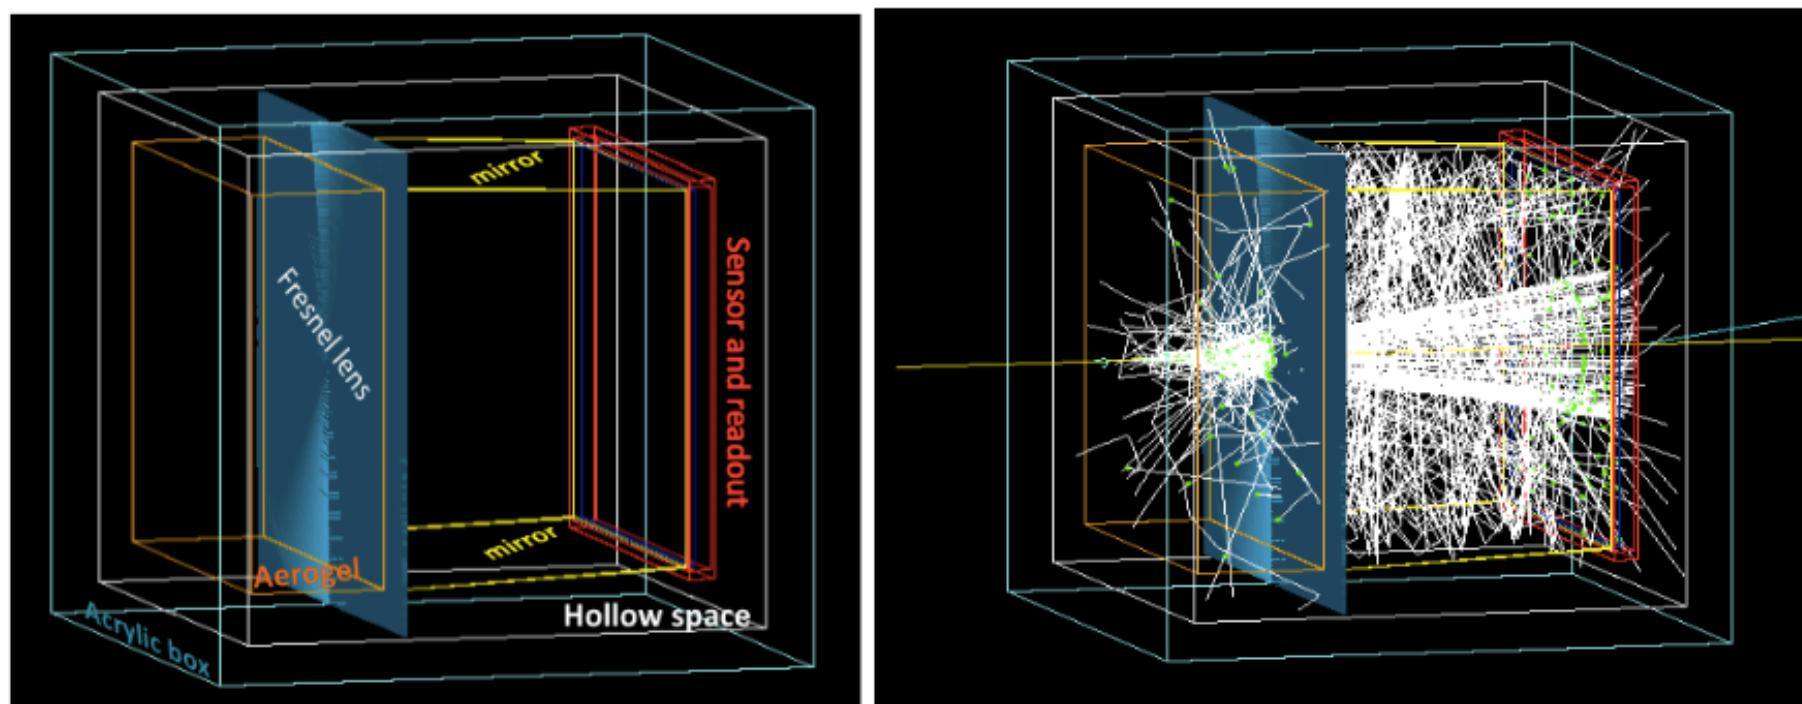 mirror
Fresnel lens
Sensor and readout
mirror
Aerogel
Hollow space
Acrylic box